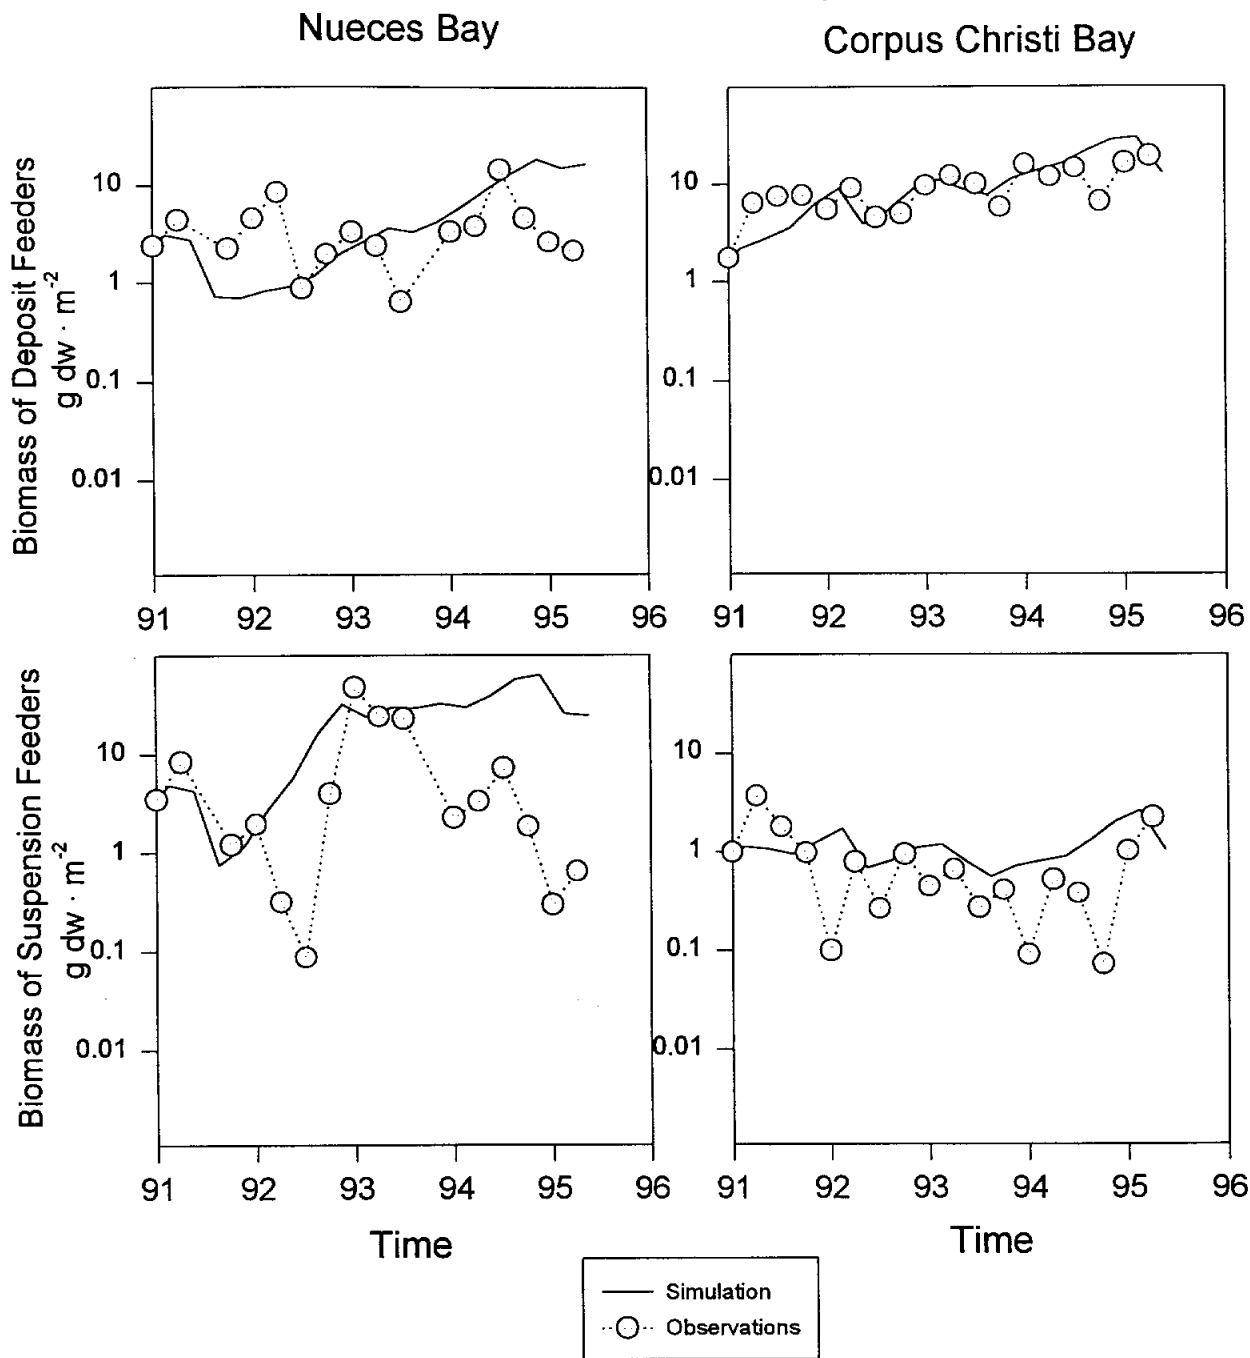 Nueces Bay
Corpus Christi Bay
Biomass of Deposit Feeders
g dw · m-2
10
1
0.1
0.01
91 92 93 94 95 96
10
1
0.1
0.01
91 92 93 94 95 96
Biomass of Suspension Feeders
g dw · m-2
10
1
0.1
0.01
91 92 93 94 95 96
Time
10
1
0.1
0.01
91 92 93 94 95 96
Time
Simulation
Observations